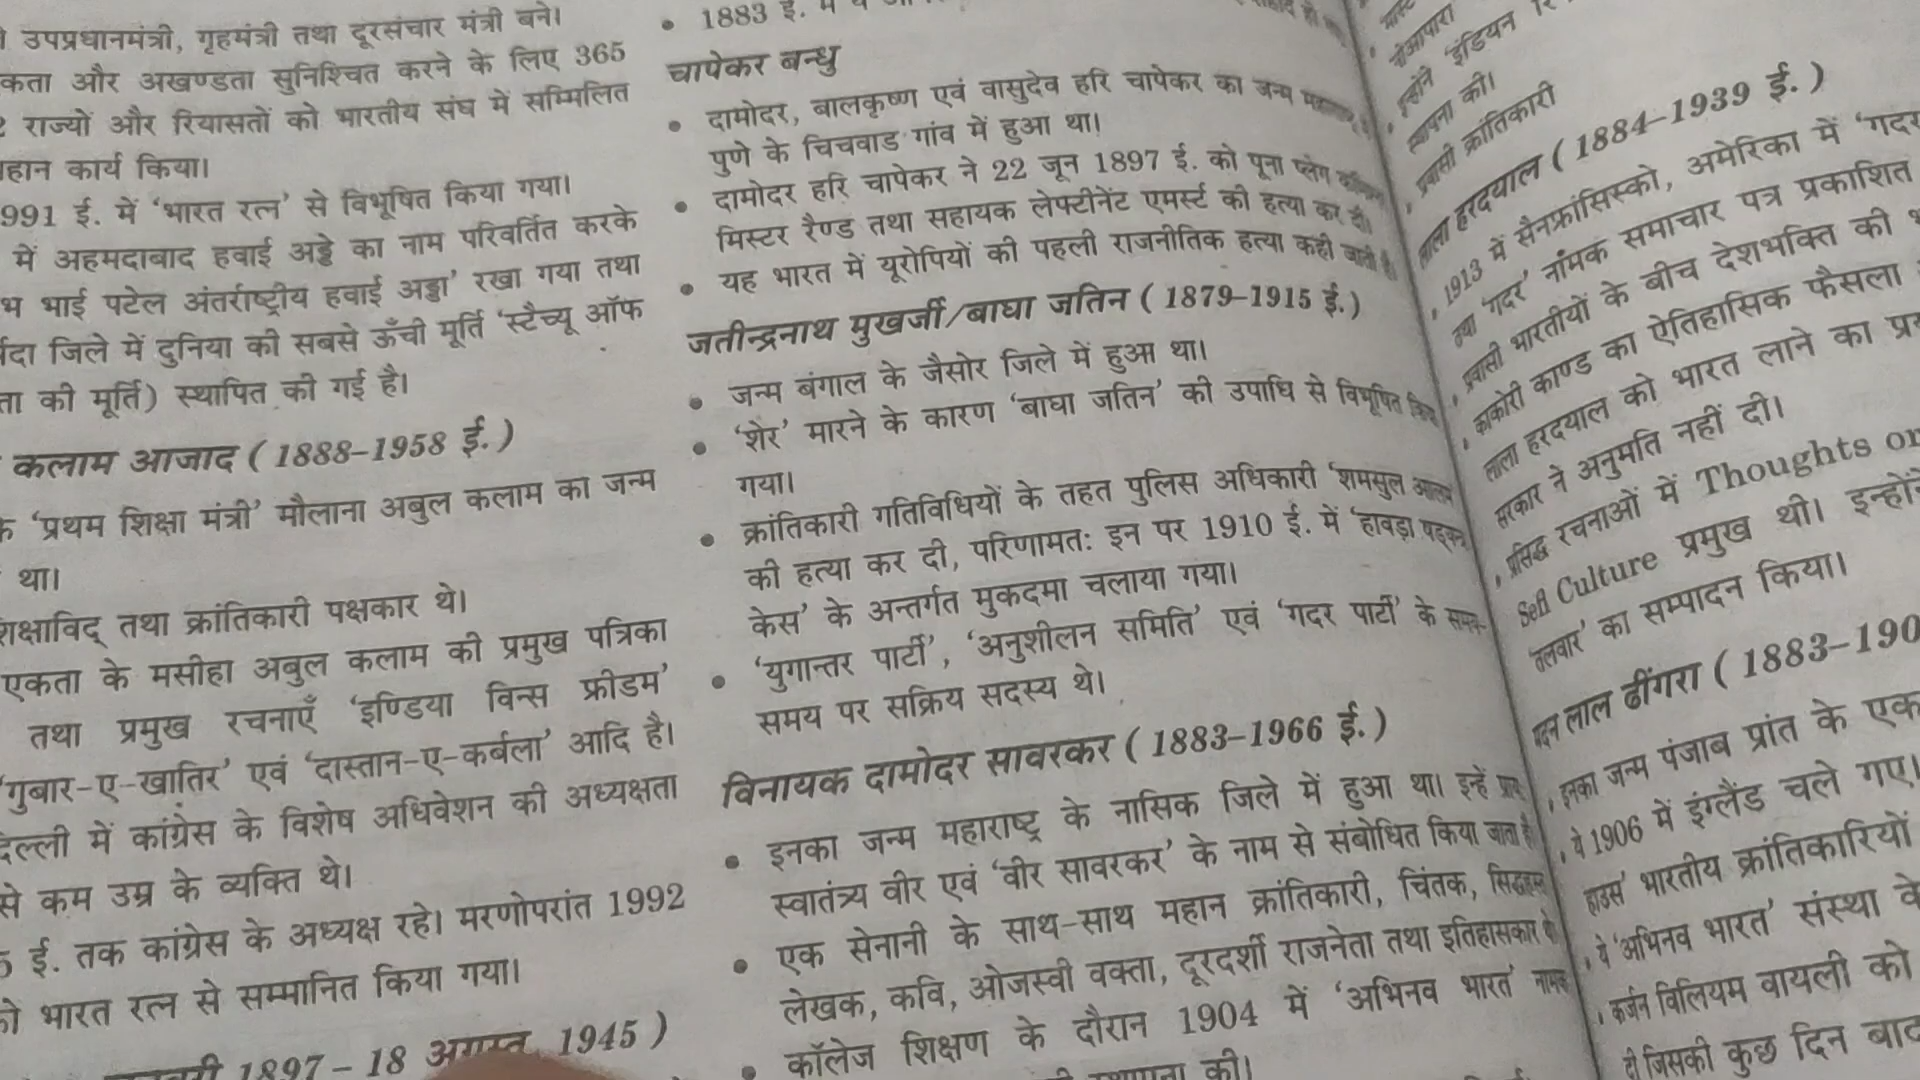 उपप्रधानमंत्री, गृहमंत्री तथा दूरसंचार मंत्री बने।
कता और अखण्डता सुनिश्चित करने के लिए 365
राज्यों और रियासतों को भारतीय संघ में सम्मिलित
हान कार्य किया।
991 ई. में ‘भारत रत्न’ से विभूषित किया गया।
में अहमदाबाद हवाई अड्डे का नाम परिवर्तित करके
भ भाई पटेल अंतर्राष्ट्रीय हवाई अड्डा’ रखा गया तथा
र्दा जिले में दुनिया की सबसे ऊँची मूर्ति ‘स्टैच्यू ऑफ
ता की मूर्ति) स्थापित की गई है।
कलाम आजाद (1888–1958 ई.)
‘प्रथम शिक्षा मंत्री’ मौलाना अबुल कलाम का जन्म
था।
शिक्षाविद् तथा क्रांतिकारी पक्षकार थे।
एकता के मसीहा अबुल कलाम की प्रमुख पत्रिका
तथा प्रमुख रचनाएँ ‘इण्डिया विन्स फ्रीडम’
‘गुबार-ए-खातिर’ एवं ‘दास्तान-ए-कर्बला’ आदि है।
दिल्ली में कांग्रेस के विशेष अधिवेशन की अध्यक्षता
से कम उम्र के व्यक्ति थे।
ई. तक कांग्रेस के अध्यक्ष रहे। मरणोपरांत 1992
भारत रत्न से सम्मानित किया गया।
1897 – 18 अगस्त 1945 )
• 1883 ई. में
चापेकर बन्धु
• दामोदर, बालकृष्ण एवं वासुदेव हरि चापेकर का जन्म
पुणे के चिचवाड गांव में हुआ था।
• दामोदर हरि चापेकर ने 22 जून 1897 ई. को पूना प्लेग
मिस्टर रैण्ड तथा सहायक लेफ्टीनेंट एमर्स्ट की हत्या कर दी।
• यह भारत में यूरोपियों की पहली राजनीतिक हत्या कही जाती
जतीन्द्रनाथ मुखर्जी/बाघा जतिन (1879–1915 ई.)
• जन्म बंगाल के जैसोर जिले में हुआ था।
• ‘शेर’ मारने के कारण ‘बाघा जतिन’ की उपाधि से विभूषित
गया।
• क्रांतिकारी गतिविधियों के तहत पुलिस अधिकारी ‘शमसुल
की हत्या कर दी, परिणामतः इन पर 1910 ई. में ‘हावड़ा
केस’ के अन्तर्गत मुकदमा चलाया गया।
• ‘युगान्तर पार्टी’, ‘अनुशीलन समिति’ एवं ‘गदर पार्टी’ के समय-
समय पर सक्रिय सदस्य थे।
विनायक दामोदर सावरकर (1883–1966 ई.)
• इनका जन्म महाराष्ट्र के नासिक जिले में हुआ था। इन्हें
स्वातंत्र्य वीर एवं ‘वीर सावरकर’ के नाम से संबोधित किया जाता है।
• एक सेनानी के साथ-साथ महान क्रांतिकारी, चिंतक,
लेखक, कवि, ओजस्वी वक्ता, दूरदर्शी राजनेता तथा इतिहासकार
• कॉलेज शिक्षण के दौरान 1904 में ‘अभिनव भारत’ नामक
की।
‘इंडियन
स्थापना की।
प्रवासी क्रांतिकारी
लाला हरदयाल (1884–1939 ई.)
1913 में सैनफ्रांसिस्को, अमेरिका में ‘गदर
तथा ‘गदर’ नामक समाचार पत्र प्रकाशित
प्रवासी भारतीयों के बीच देशभक्ति की
काकोरी काण्ड का ऐतिहासिक फैसला
लाला हरदयाल को भारत लाने का
सरकार ने अनुमति नहीं दी।
प्रसिद्ध रचनाओं में Thoughts on
Self Culture प्रमुख थी। इन्होंने
तलवार’ का सम्पादन किया।
मदन लाल ढींगरा (1883–190
इनका जन्म पंजाब प्रांत के एक
ये 1906 में इंग्लैंड चले गए।
हाउस’ भारतीय क्रांतिकारियों
ये ‘अभिनव भारत’ संस्था के
कर्जन विलियम वायली को
दी जिसकी कुछ दिन बाद